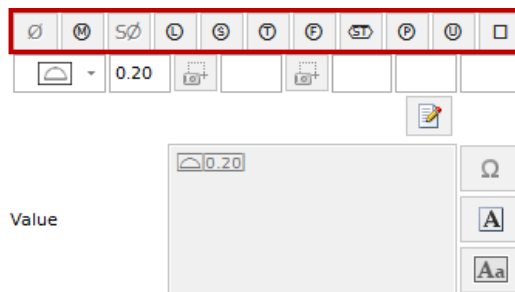 Ø Ⓜ SØ Ⓛ Ⓢ Ⓣ Ⓕ ST Ⓟ Ⓤ
0.20
0.20
Ω
Value
A
Aa